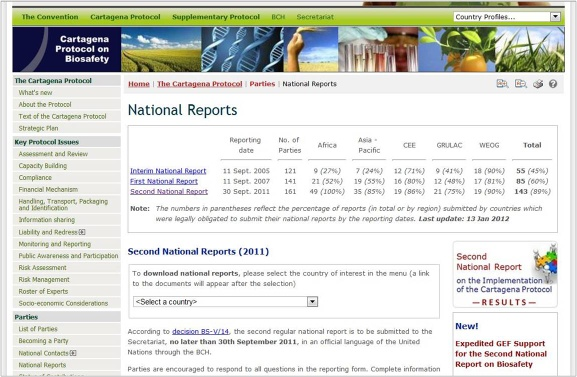 The Convention Cartagena Protocol Supplementary Protocol BCH Secretariat Country Profiles...
Cartagena
Protocol on
Biosafety
The Cartagena Protocol
What's new
About the Protocol
Text of the Cartagena Protocol
Strategic Plan
Key Protocol Issues
Assessment and Review
Capacity Building
Compliance
Financial Mechanism
Handling, Transport, Packaging
and Identification
Information sharing
Liability and Redress
Monitoring and Reporting
Public Awareness and Participation
Risk Assessment
Risk Management
Roster of Experts
Socio-economic Considerations
Parties
List of Parties
Becoming a Party
National Contacts
National Reports
Home | The Cartagena Protocol | Parties | National Reports
National Reports
Reporting date No. of Parties Africa Asia - Pacific CEE GRULAC WEOG Total
Interim National Report 11 Sept. 2005 121 9 (27%) 7 (24%) 12 (71%) 9 (41%) 18 (90%) 55 (45%)
First National Report 11 Sept. 2007 141 21 (52%) 19 (55%) 16 (80%) 12 (48%) 17 (81%) 85 (60%)
Second National Report 30 Sept. 2011 161 49 (100%) 35 (85%) 19 (86%) 21 (75%) 19 (90%) 143 (89%)
Note: The numbers in parentheses reflect the percentage of reports (in total or by region) submitted by countries which
were legally obligated to submit their national reports by the reporting dates. Last update: 13 Jan 2012
Second National Reports (2011)
To download national reports, please select the country of interest in the menu (a link
to the documents will appear after the selection)
<Select a country>
According to decision BS-V/14, the second regular national report is to be submitted to the
Secretariat, no later than 30th September 2011, in an official language of the United
Nations through the BCH.
Parties are encouraged to respond to all questions in the reporting form. Complete information
Second
National Report
on the Implementation
of the Cartagena Protocol
— RESULTS —
New!
Expedited GEF Support
for the Second National
Report on Biosafety